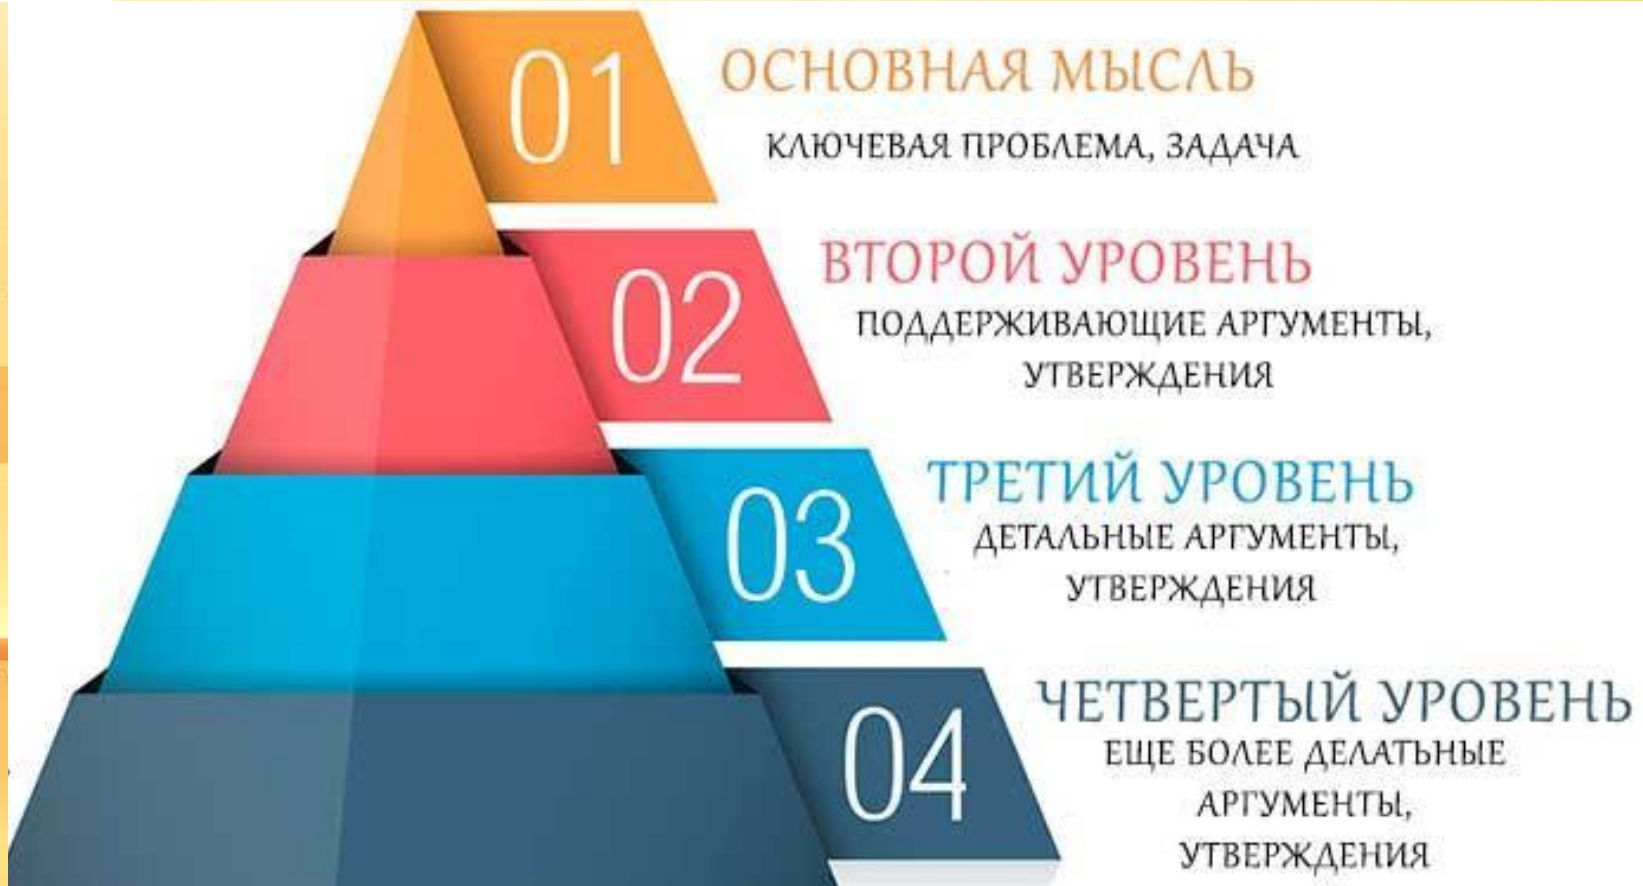 01
ОСНОВНАЯ МЫСЛЬ
КЛЮЧЕВАЯ ПРОБЛЕМА, ЗАДАЧА
02
ВТОРОЙ УРОВЕНЬ
ПОДДЕРЖИВАЮЩИЕ АРГУМЕНТЫ,
УТВЕРЖДЕНИЯ
03
ТРЕТИЙ УРОВЕНЬ
ДЕТАЛЬНЫЕ АРГУМЕНТЫ,
УТВЕРЖДЕНИЯ
04
ЧЕТВЕРТЫЙ УРОВЕНЬ
ЕЩЕ БОЛЕЕ ДЕЛАТЬНЫЕ
АРГУМЕНТЫ,
УТВЕРЖДЕНИЯ